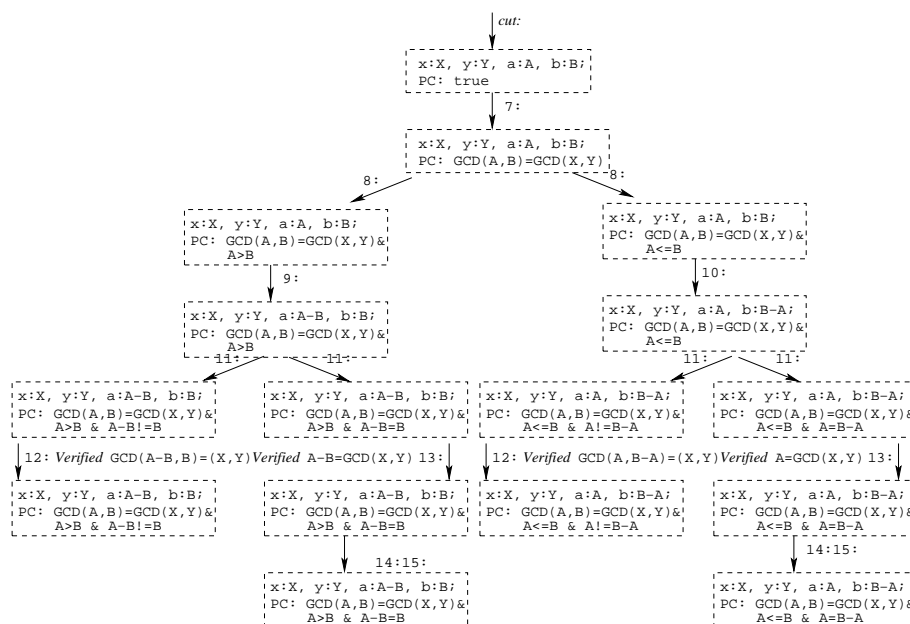 cut:
x:X, y:Y, a:A, b:B;
PC: true
7:
x:X, y:Y, a:A, b:B;
PC: GCD(A,B)=GCD(X,Y)
8:
8:
x:X, y:Y, a:A, b:B;
PC: GCD(A,B)=GCD(X,Y)&
A>B
x:X, y:Y, a:A, b:B;
PC: GCD(A,B)=GCD(X,Y)&
A<=B
9:
10:
x:X, y:Y, a:A-B, b:B;
PC: GCD(A,B)=GCD(X,Y)&
A>B
x:X, y:Y, a:A, b:B-A;
PC: GCD(A,B)=GCD(X,Y)&
A<=B
11:
11:
11:
11:
x:X, y:Y, a:A-B, b:B;
PC: GCD(A,B)=GCD(X,Y)&
A>B & A-B!=B
x:X, y:Y, a:A-B, b:B;
PC: GCD(A,B)=GCD(X,Y)&
A>B & A-B=B
x:X, y:Y, a:A, b:B-A;
PC: GCD(A,B)=GCD(X,Y)&
A<=B & A!=B-A
x:X, y:Y, a:A, b:B-A;
PC: GCD(A,B)=GCD(X,Y)&
A<=B & A=B-A
12: Verified GCD(A-B,B)=(X,Y)
Verified A-B=GCD(X,Y) 13:
12: Verified GCD(A,B-A)=(X,Y)
Verified A=GCD(X,Y) 13:
x:X, y:Y, a:A-B, b:B;
PC: GCD(A,B)=GCD(X,Y)&
A>B & A-B!=B
x:X, y:Y, a:A-B, b:B;
PC: GCD(A,B)=GCD(X,Y)&
A>B & A-B=B
x:X, y:Y, a:A, b:B-A;
PC: GCD(A,B)=GCD(X,Y)&
A<=B & A!=B-A
x:X, y:Y, a:A, b:B-A;
PC: GCD(A,B)=GCD(X,Y)&
A<=B & A=B-A
14:15:
14:15:
x:X, y:Y, a:A-B, b:B;
PC: GCD(A,B)=GCD(X,Y)&
A>B & A-B=B
x:X, y:Y, a:A, b:B-A;
PC: GCD(A,B)=GCD(X,Y)&
A<=B & A=B-A